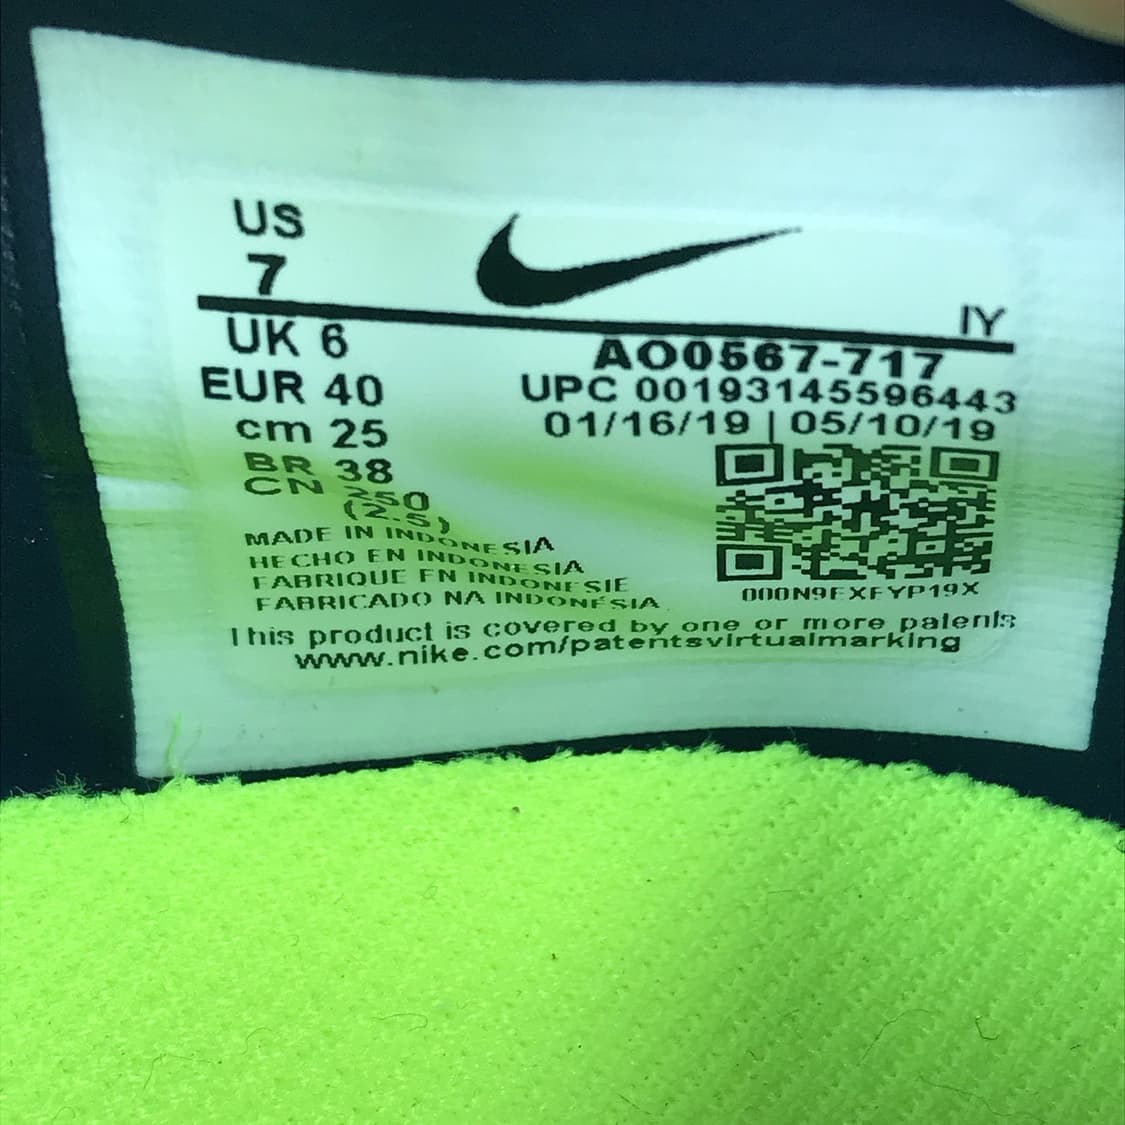 US
7
IY
UK 6
AO0567-717
EUR 40
UPC 00193145596443
cm 25
01/16/19 | 05/10/19
BR 38
CN 250
(2.5)
MADE IN INDONESIA
HECHO EN INDONESIA
FABRIQUE EN INDONESIE
FABRICADO NA INDONÉSIA
000N9EXFYP19X
This product is covered by one or more patents
www.nike.com/patentsvirtualmarking